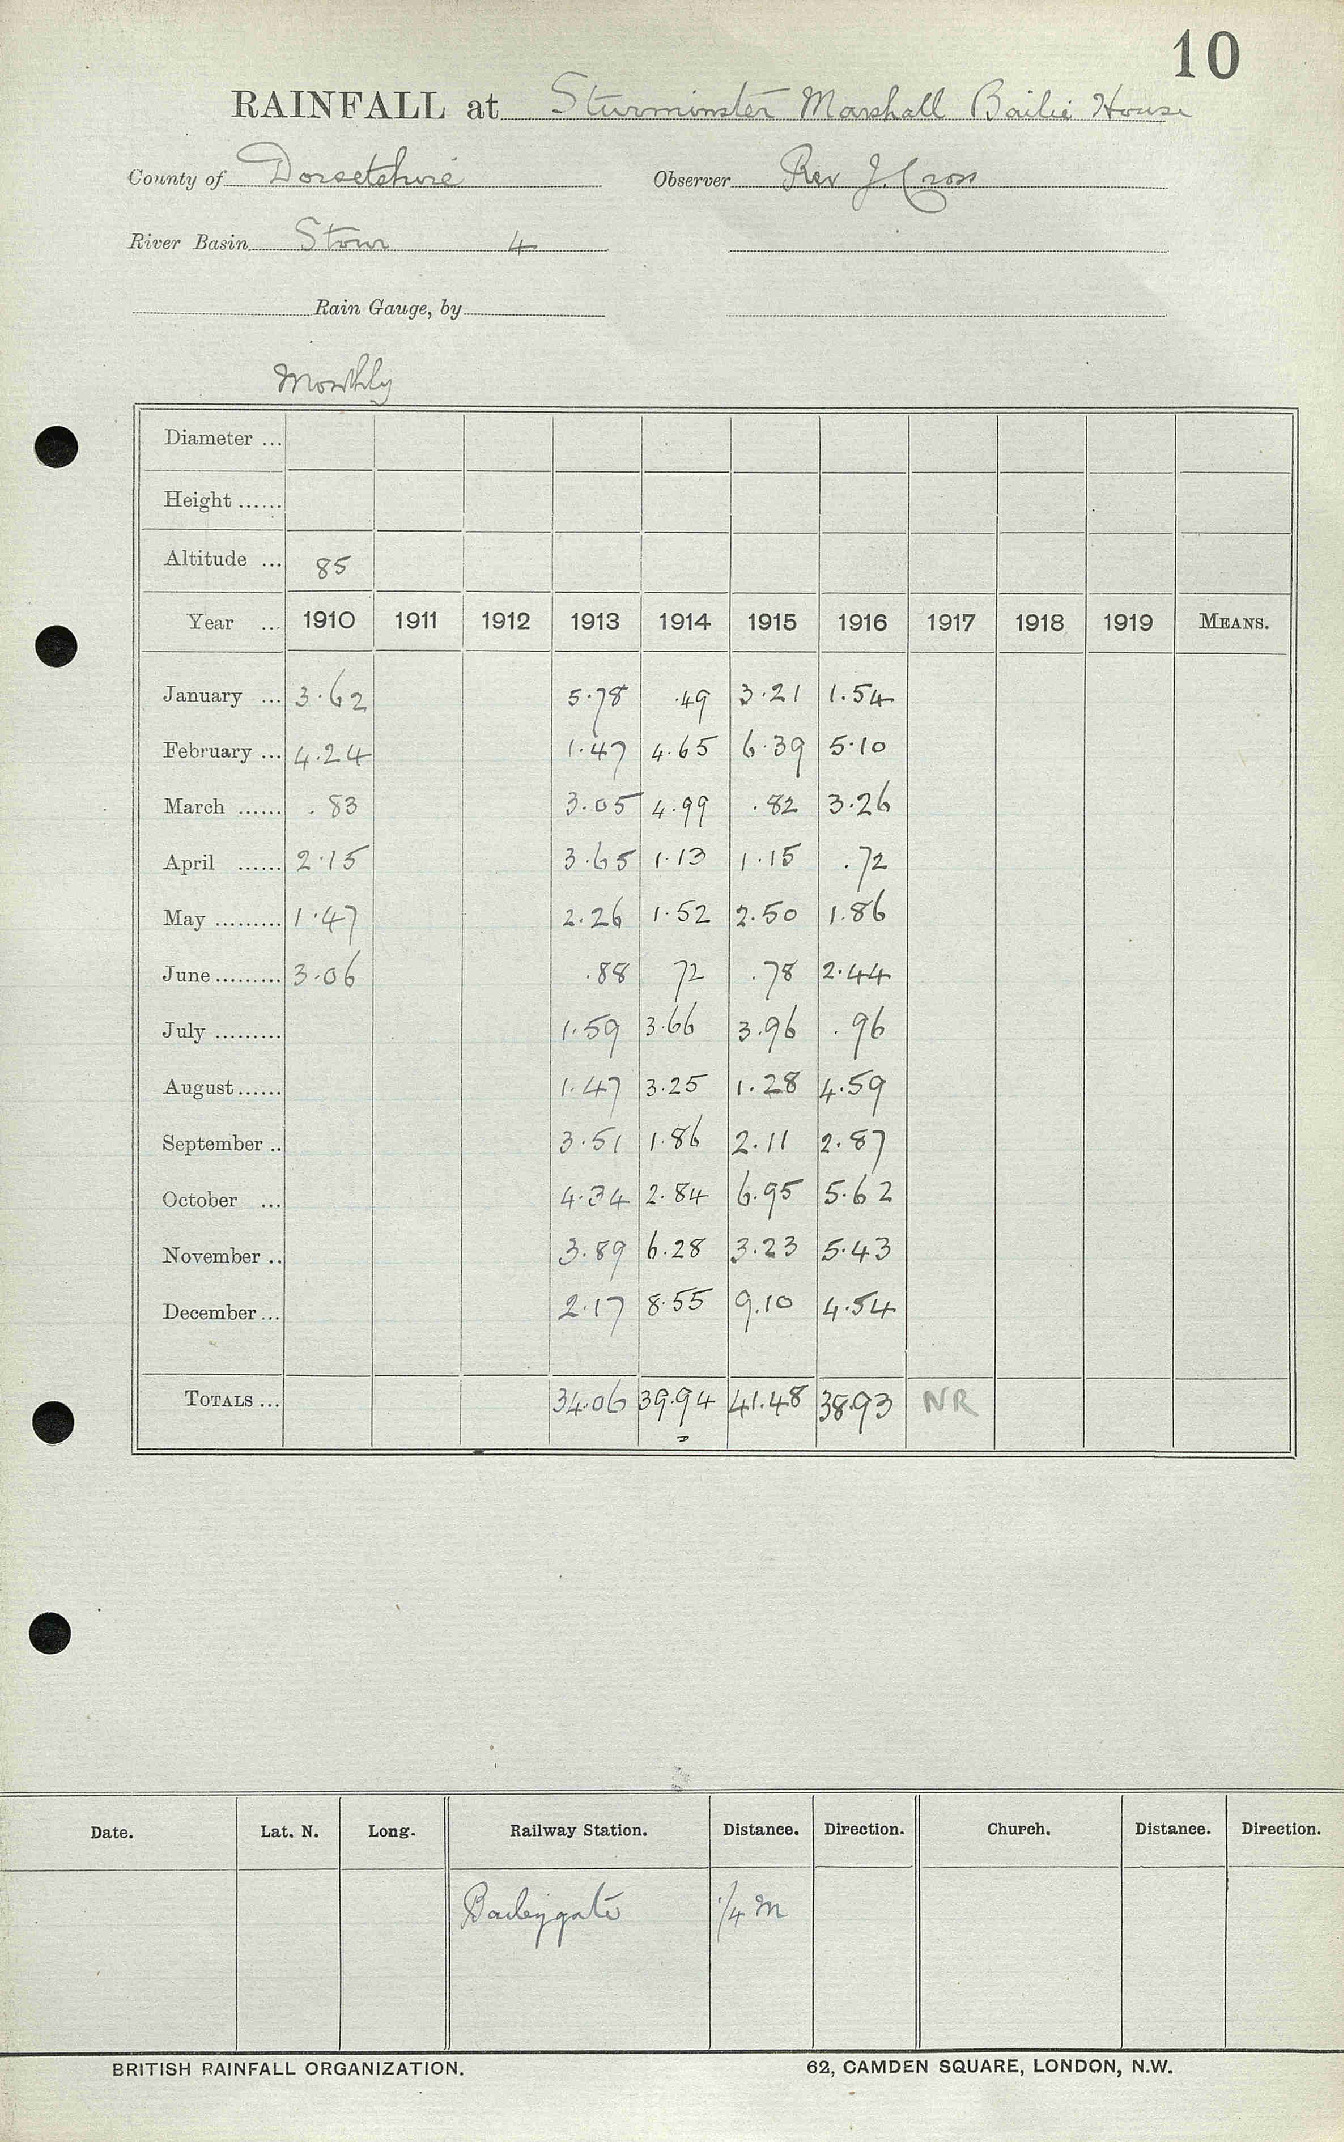 10
RAINFALL at Sturminster Marshall Bailie House
County of Dorsetshire Observer Rev J. Cross
River Basin Stour 4
Rain Gauge, by
Monthly
Diameter ...
Height ......
Altitude ... 85
Year ... 1910 1911 1912 1913 1914 1915 1916 1917 1918 1919 MEANS.
January ... 3.62 5.78 .49 3.21 1.54
February ... 4.24 1.47 4.65 6.39 5.10
March ...... .83 3.05 4.99 .82 3.26
April ...... 2.15 3.65 1.13 1.15 .72
May ......... 1.47 2.26 1.52 2.50 1.86
June ......... 3.06 .88 72 .78 2.44
July ......... 1.59 3.66 3.96 .96
August ...... 1.47 3.25 1.28 4.59
September .. 3.51 1.86 2.11 2.87
October ... 4.34 2.84 6.95 5.62
November .. 3.89 6.28 3.23 5.43
December ... 2.17 8.55 9.10 4.54
TOTALS ... 34.06 39.94 41.48 38.93 NR
Date. Lat. N. Long. Railway Station. Distance. Direction. Church. Distance. Direction.
Baileygate 1/4 m
BRITISH RAINFALL ORGANIZATION. 62, CAMDEN SQUARE, LONDON, N.W.